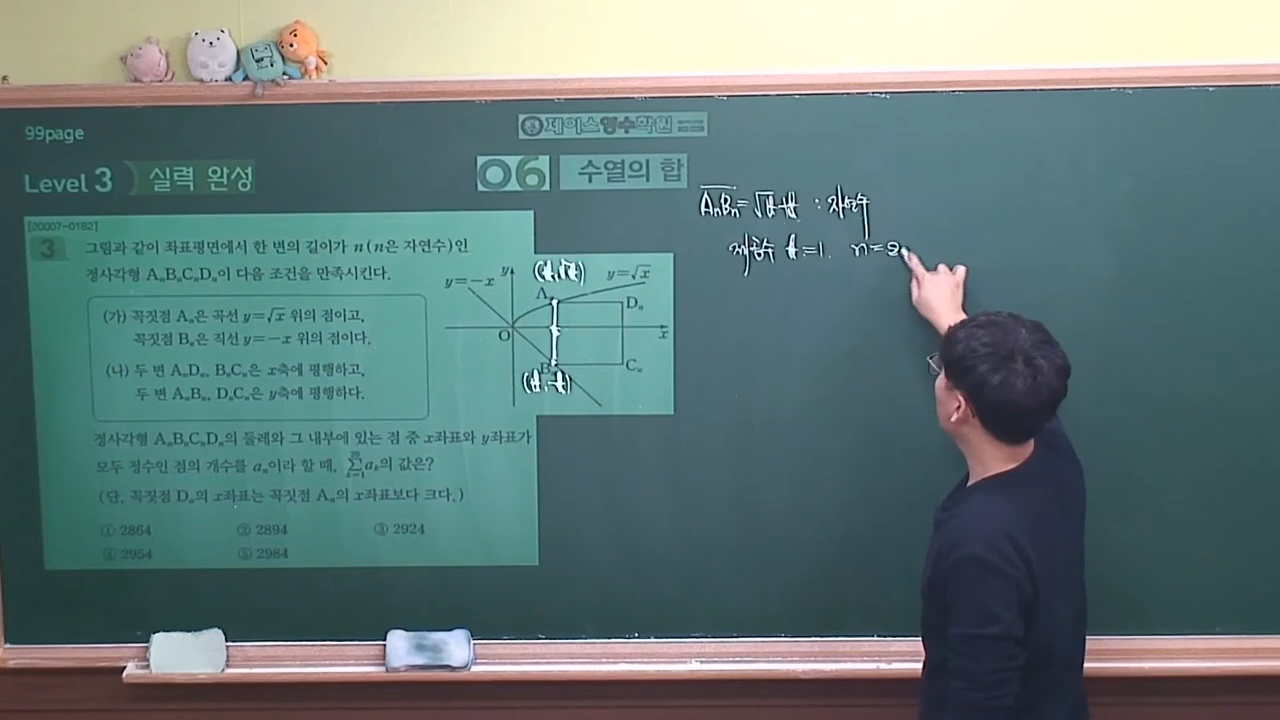 99page
제이스영수학원
Level 3 실력 완성
06 수열의 합
[20007-0182]
3 그림과 같이 좌표평면에서 한 변의 길이가 n(n은 자연수)인
정사각형 AₙBₙCₙDₙ이 다음 조건을 만족시킨다.
(가) 꼭짓점 Aₙ은 곡선 y=√x 위의 점이고,
꼭짓점 Bₙ은 직선 y=-x 위의 점이다.
(나) 두 변 AₙDₙ, BₙCₙ은 x축에 평행하고,
두 변 AₙBₙ, DₙCₙ은 y축에 평행하다.
y=-x
y
y=√x
Dₙ
O
x
Cₙ
정사각형 AₙBₙCₙDₙ의 둘레와 그 내부에 있는 점 중 x좌표와 y좌표가
모두 정수인 점의 개수를 aₙ이라 할 때, ∑ₖ₌₁²⁰ aₖ의 값은?
(단, 꼭짓점 Dₙ의 x좌표는 꼭짓점 Aₙ의 x좌표보다 크다.)
① 2864 ② 2894 ③ 2924
④ 2954 ⑤ 2984
AₙBₙ= : 자연수
제곱수 =1. n=2